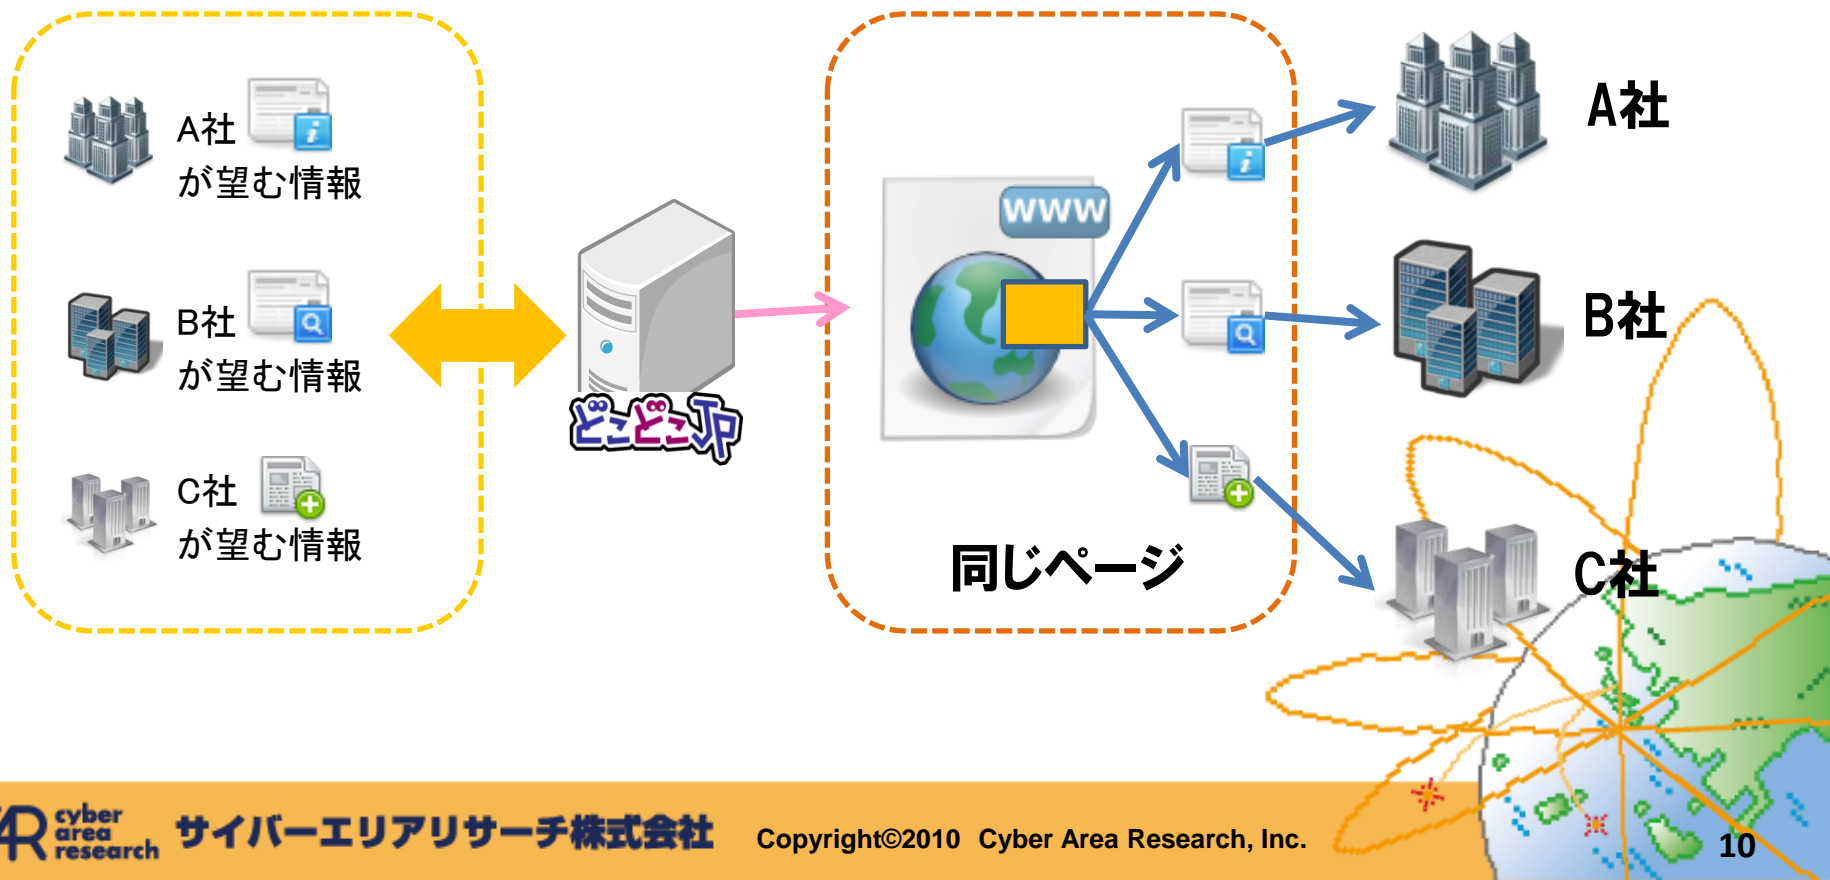 A社
が望む情報
B社
が望む情報
C社
が望む情報
どこどこJP
www
同じページ
A社
B社
C社
cyber
area
research
サイバーエリアリサーチ株式会社
Copyright©2010 Cyber Area Research, Inc.
10